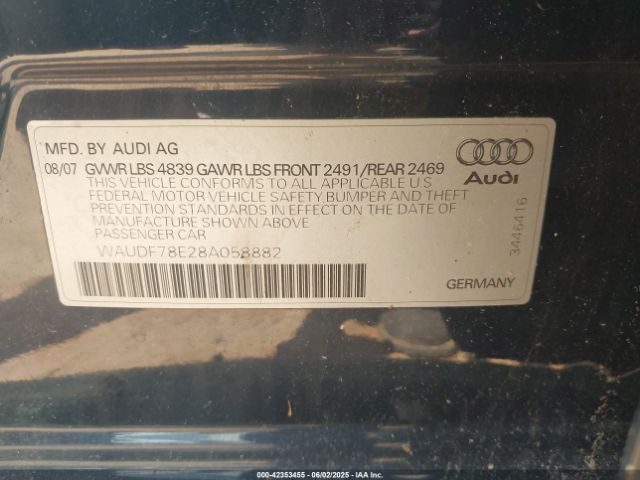 MFD. BY AUDI AG
08/07 GVWR LBS 4839 GAWR LBS FRONT 2491/REAR 2469
THIS VEHICLE CONFORMS TO ALL APPLICABLE U.S
FEDERAL MOTOR VEHICLE SAFETY, BUMPER AND THEFT
PREVENTION STANDARDS IN EFFECT ON THE DATE OF
MANUFACTURE SHOWN ABOVE
PASSENGER CAR
WAUDF78E28A058882
Audi
3446416
GERMANY
000-42353455 - 06/02/2025 - IAA Inc.